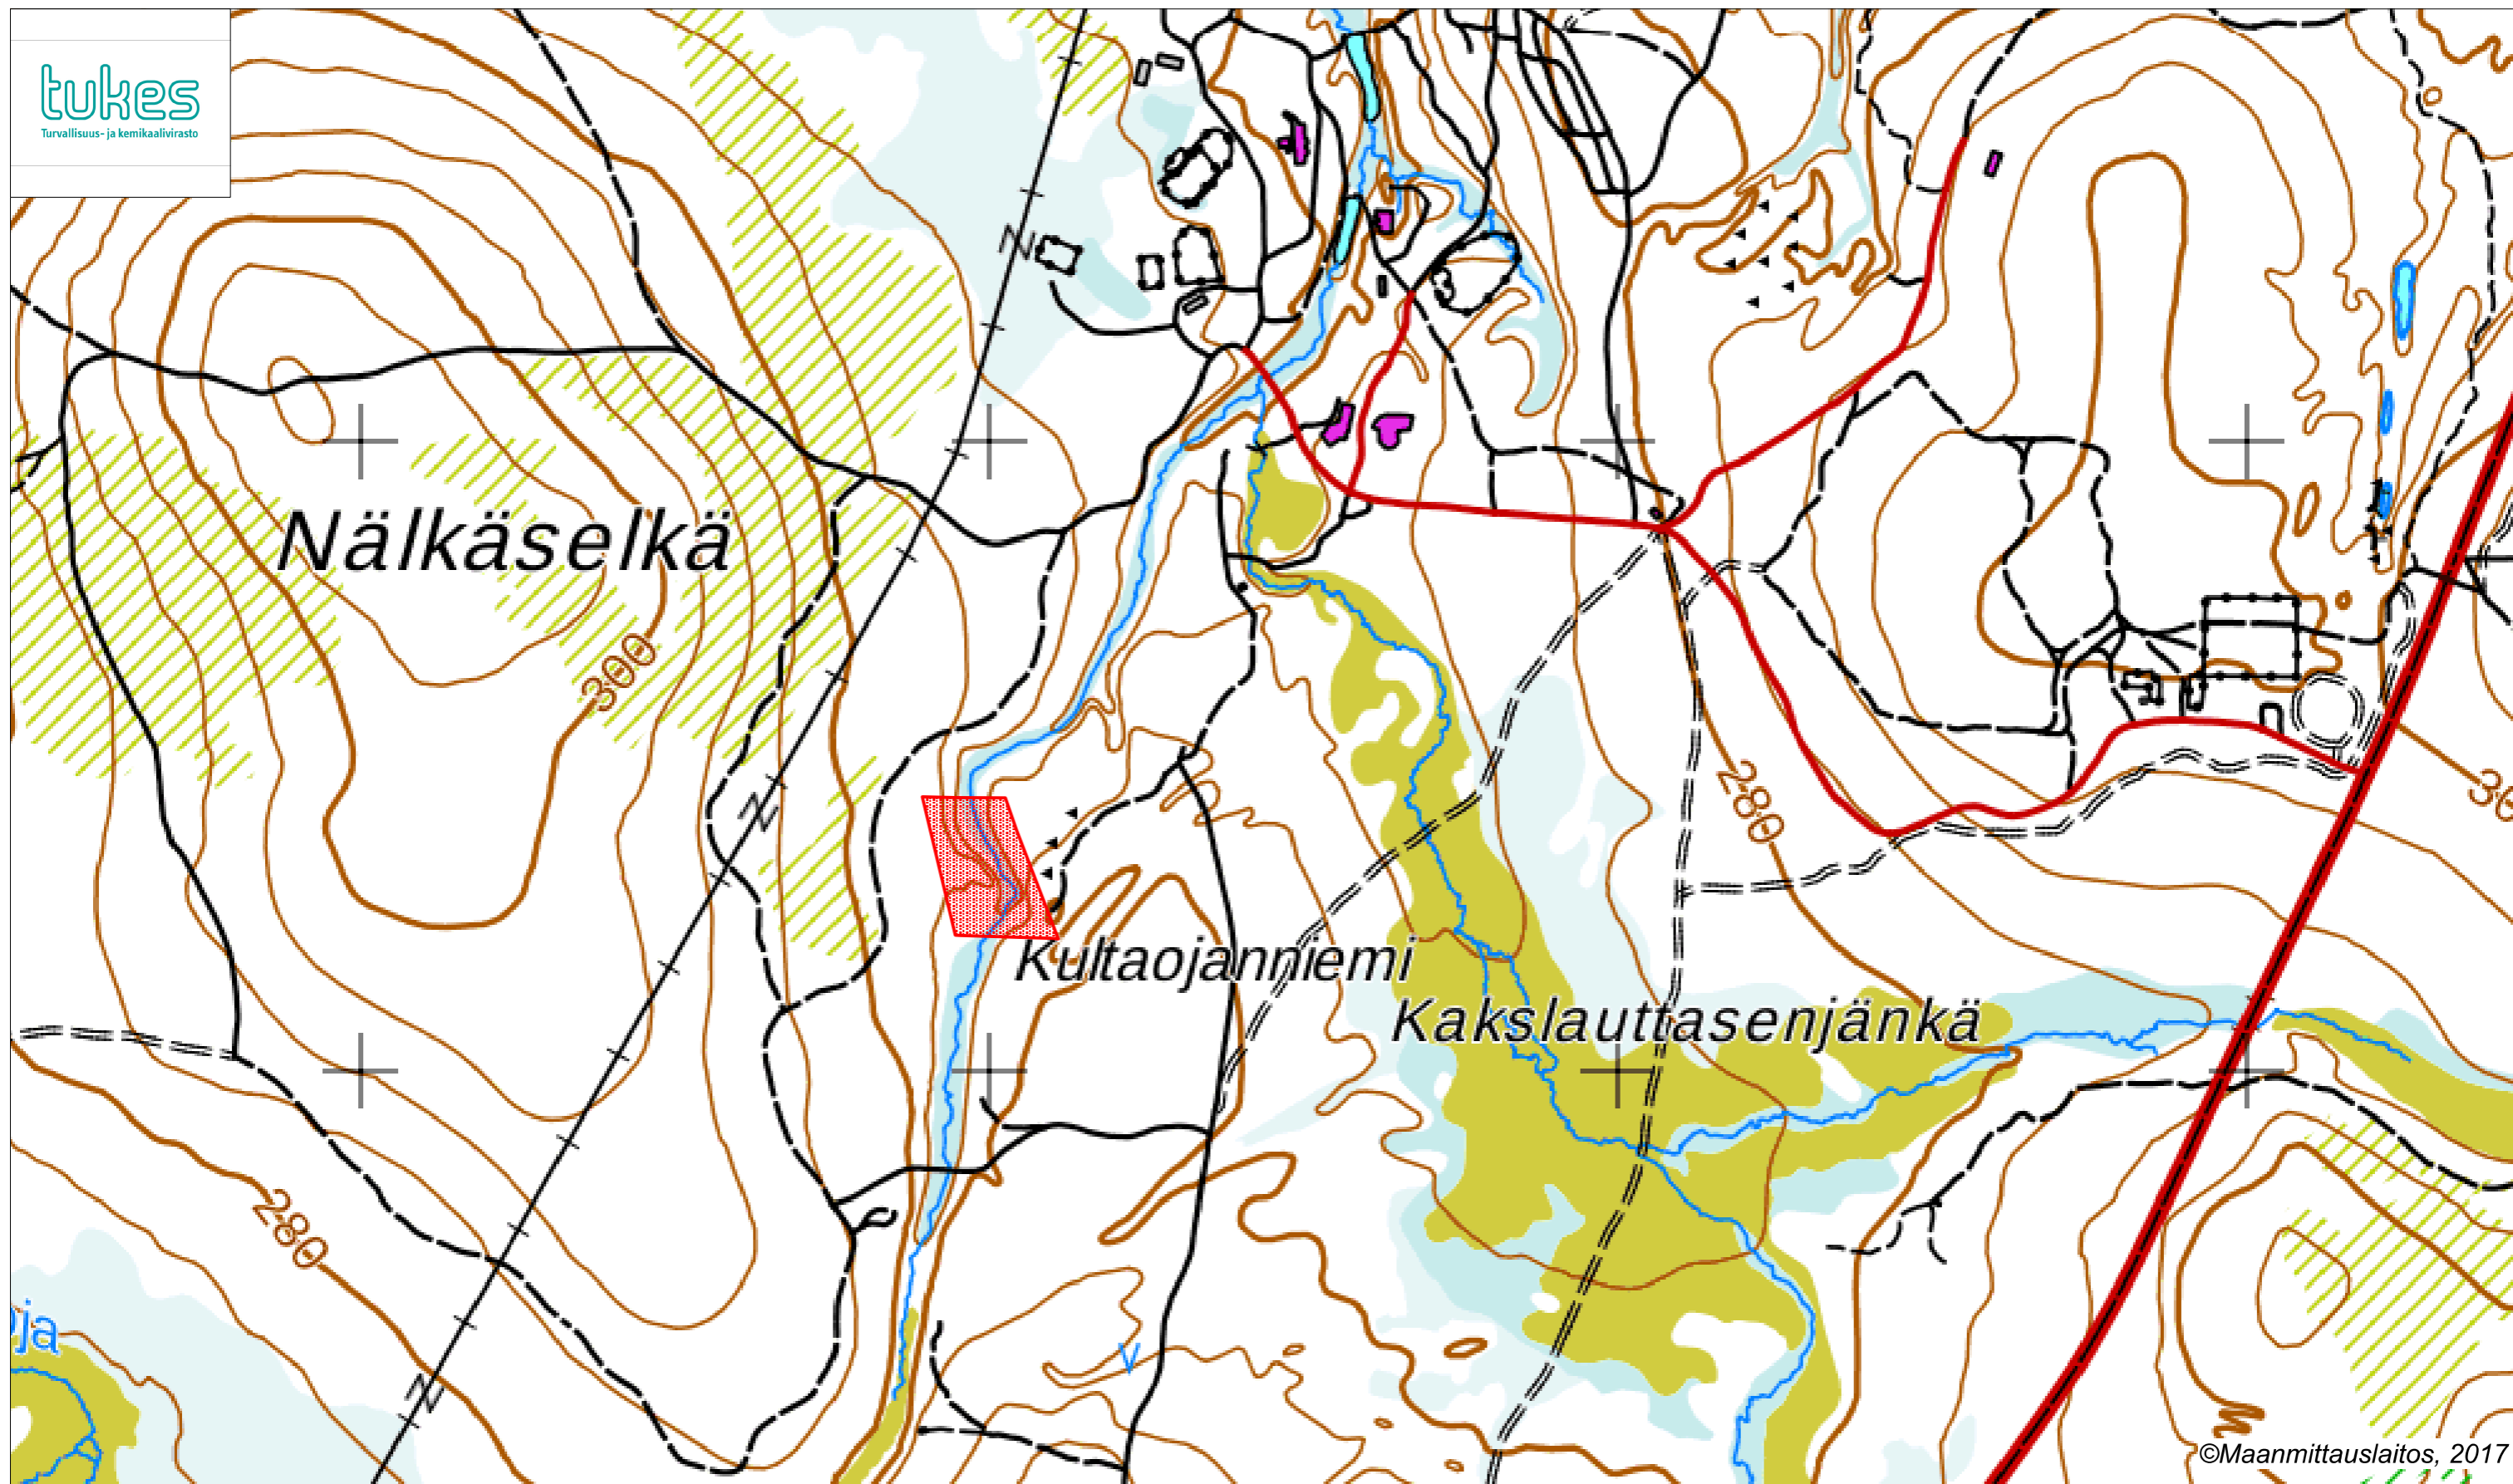 tukes
Turvallisuus- ja kemikaalivirasto
Nälkäselkä
300
280
Kultaojanniemi
Kakslauttasenjänkä
280
Z
Z
Z
©Maanmittauslaitos, 2017